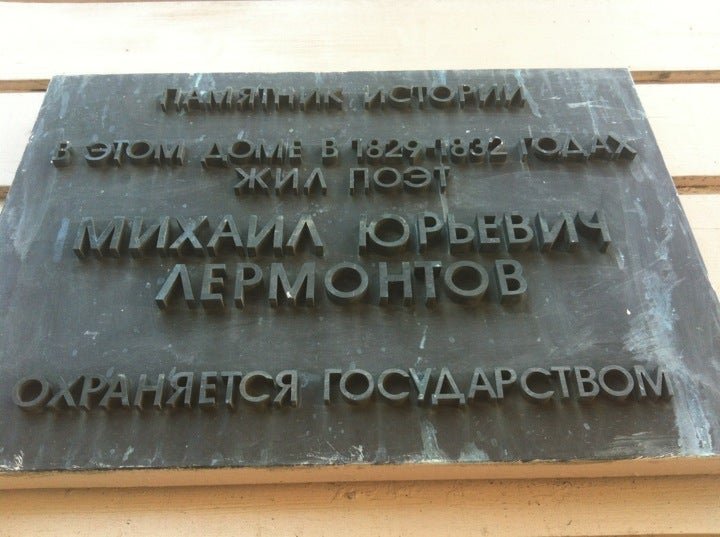 ПАМЯТНИК ИСТОРИИ
В ЭТОМ ДОМЕ В 1829-1832 ГОДАХ
ЖИЛ ПОЭТ
МИХАИЛ ЮРЬЕВИЧ
ЛЕРМОНТОВ
ОХРАНЯЕТСЯ ГОСУДАРСТВОМ